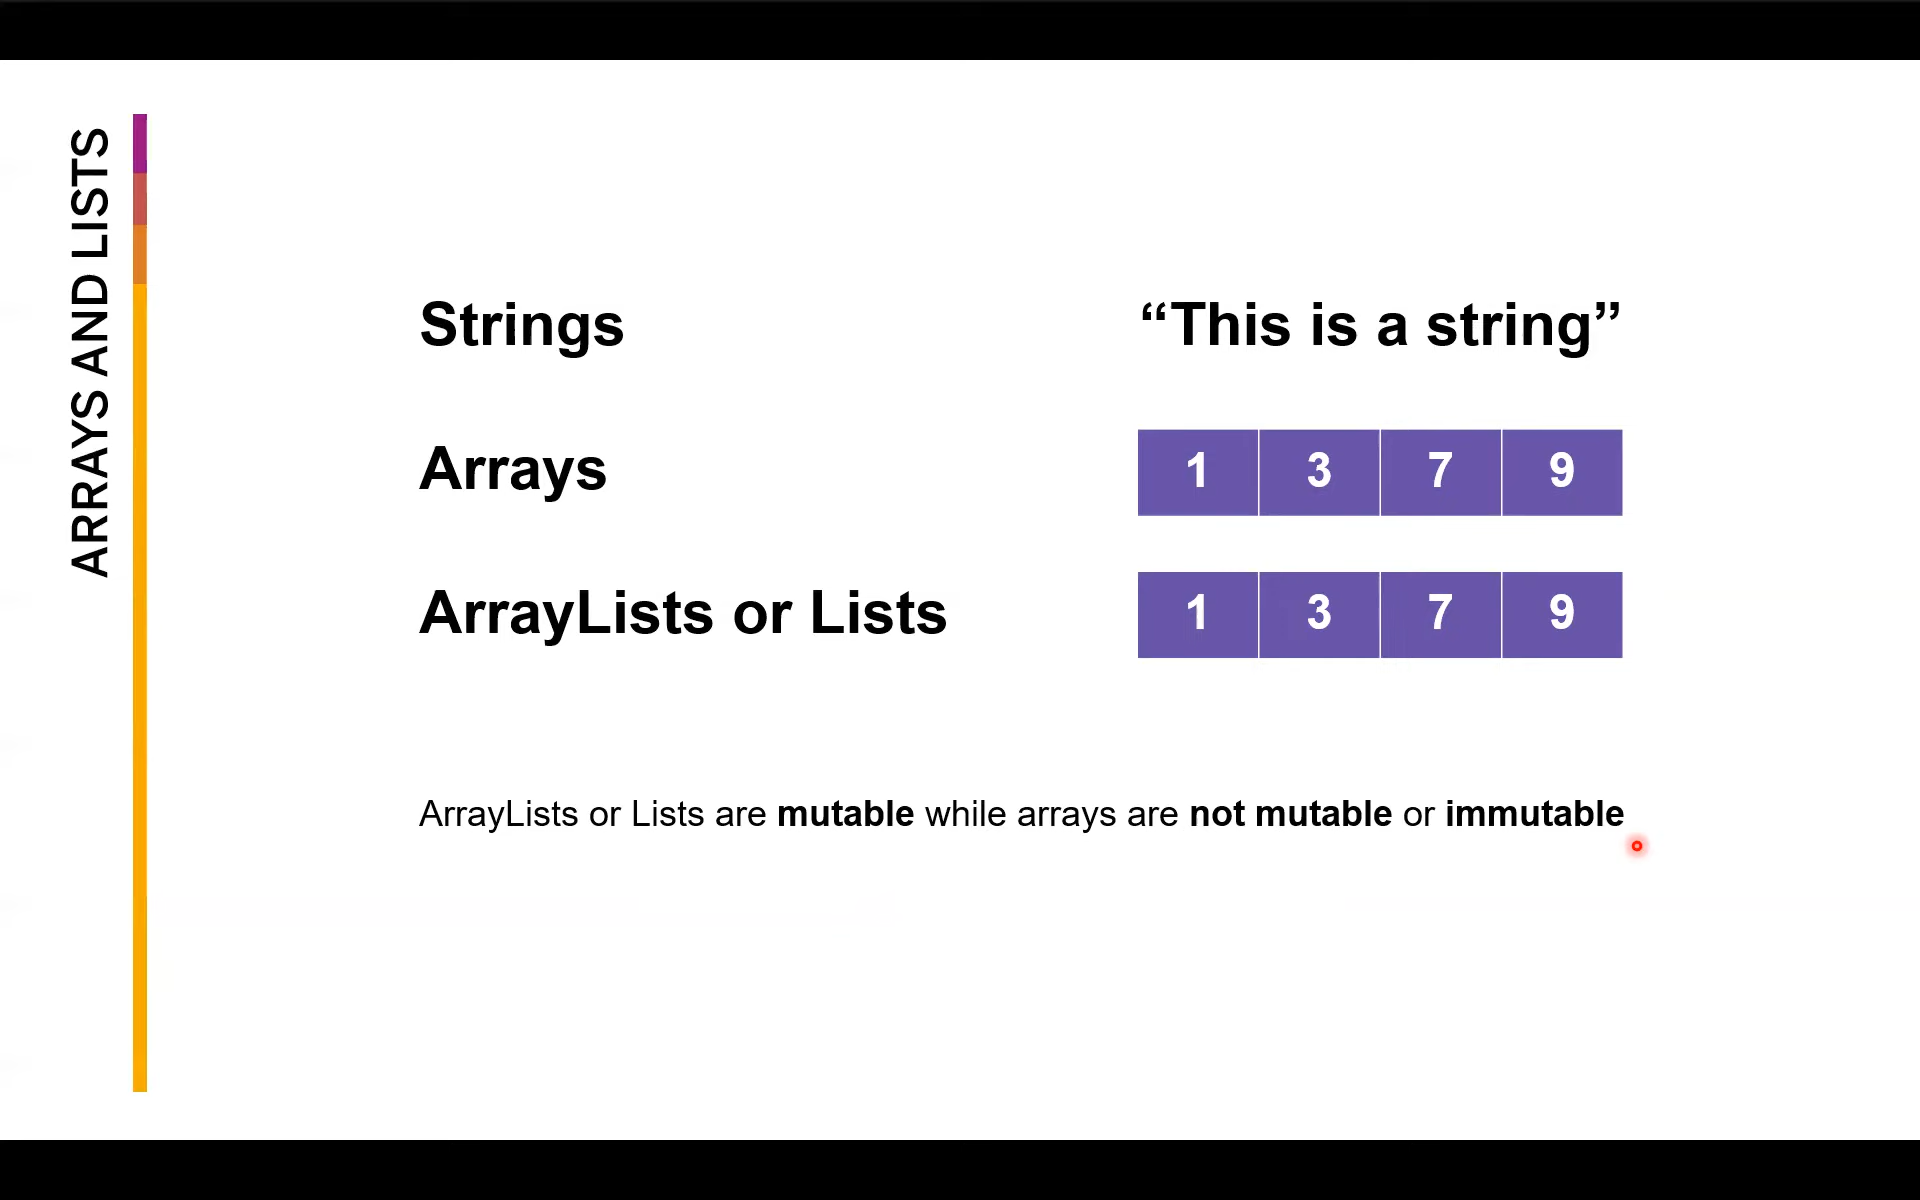 ARRAYS AND LISTS
Strings
“This is a string”
Arrays
1 3 7 9
ArrayLists or Lists
1 3 7 9
ArrayLists or Lists are mutable while arrays are not mutable or immutable